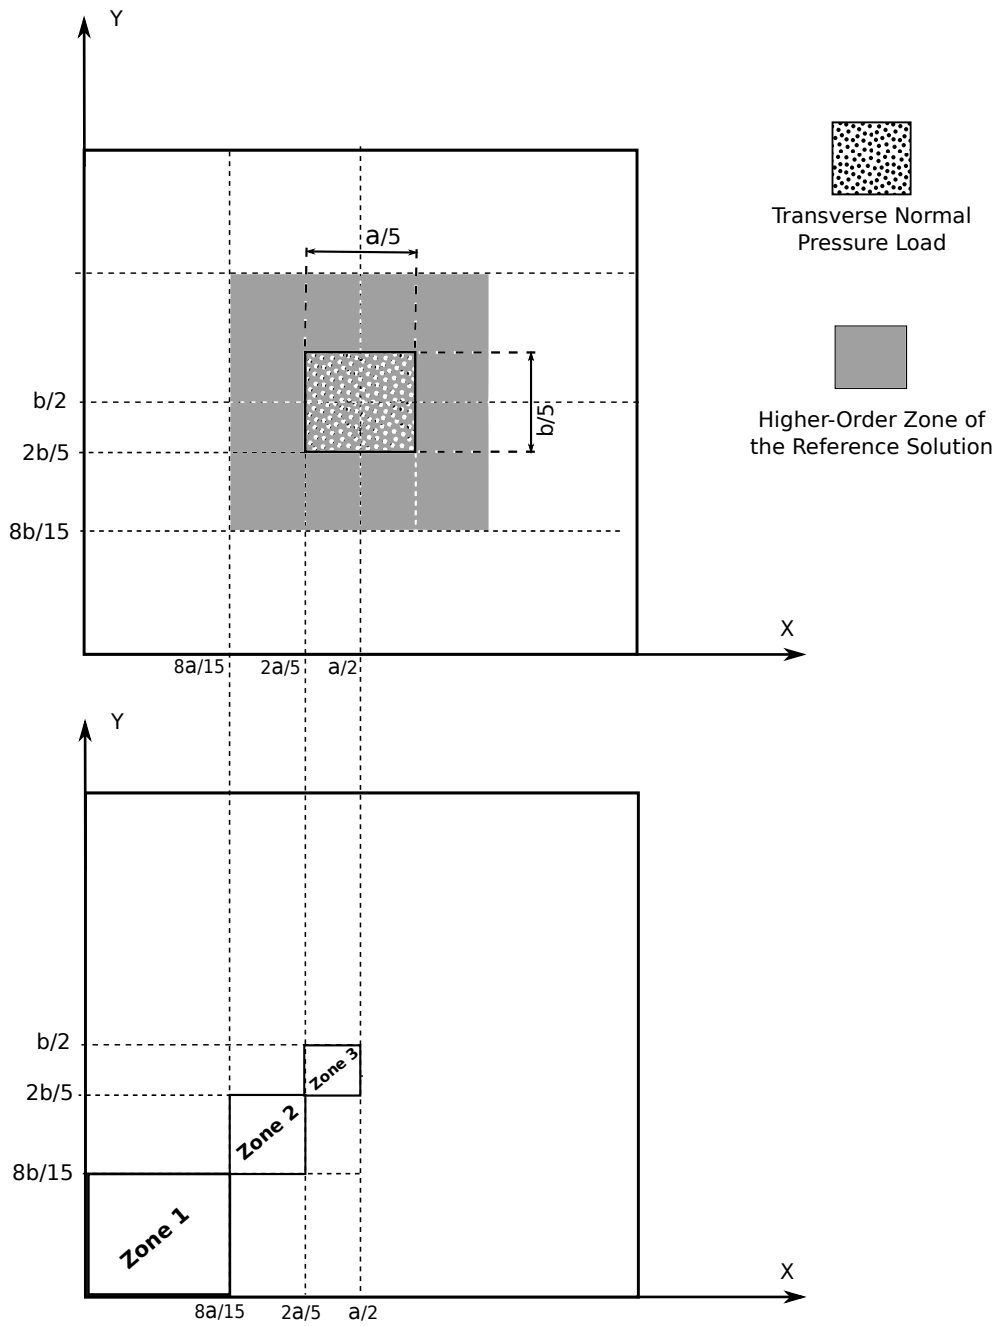 Y
a/5
Transverse Normal
Pressure Load
b/2
b/5
2b/5
Higher-Order Zone of
the Reference Solution
8b/15
X
8a/15
2a/5
a/2
Y
b/2
Zone 3
2b/5
Zone 2
8b/15
Zone 1
X
8a/15
2a/5
a/2